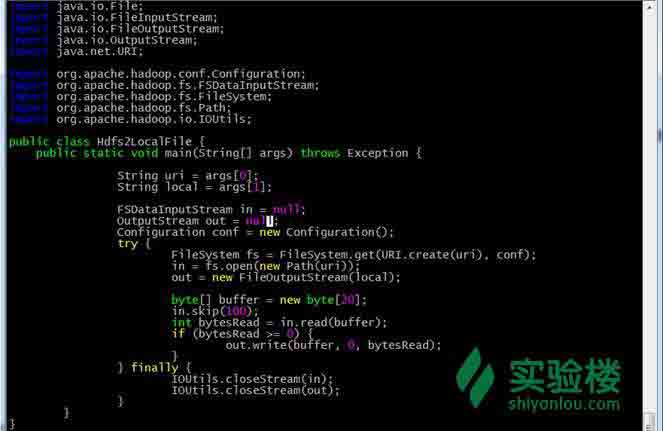 import java.io.File;
import java.io.FileInputStream;
import java.io.FileOutputStream;
import java.io.OutputStream;
import java.net.URI;

import org.apache.hadoop.conf.Configuration;
import org.apache.hadoop.fs.FSDataInputStream;
import org.apache.hadoop.fs.FileSystem;
import org.apache.hadoop.fs.Path;
import org.apache.hadoop.io.IOUtils;

public class Hdfs2LocalFile {
    public static void main(String[] args) throws Exception {

                String uri = args[0];
                String local = args[1];

                FSDataInputStream in = null;
                OutputStream out = null;
                Configuration conf = new Configuration();
                try {
                        FileSystem fs = FileSystem.get(URI.create(uri), conf);
                        in = fs.open(new Path(uri));
                        out = new FileOutputStream(local);

                        byte[] buffer = new byte[20];
                        in.skip(100);
                        int bytesRead = in.read(buffer);
                        if (bytesRead >= 0) {
                                out.write(buffer, 0, bytesRead);
                        }
                } finally {
                        IOUtils.closeStream(in);
                        IOUtils.closeStream(out);
                }
        }
}
实验楼
shiyanlou.com